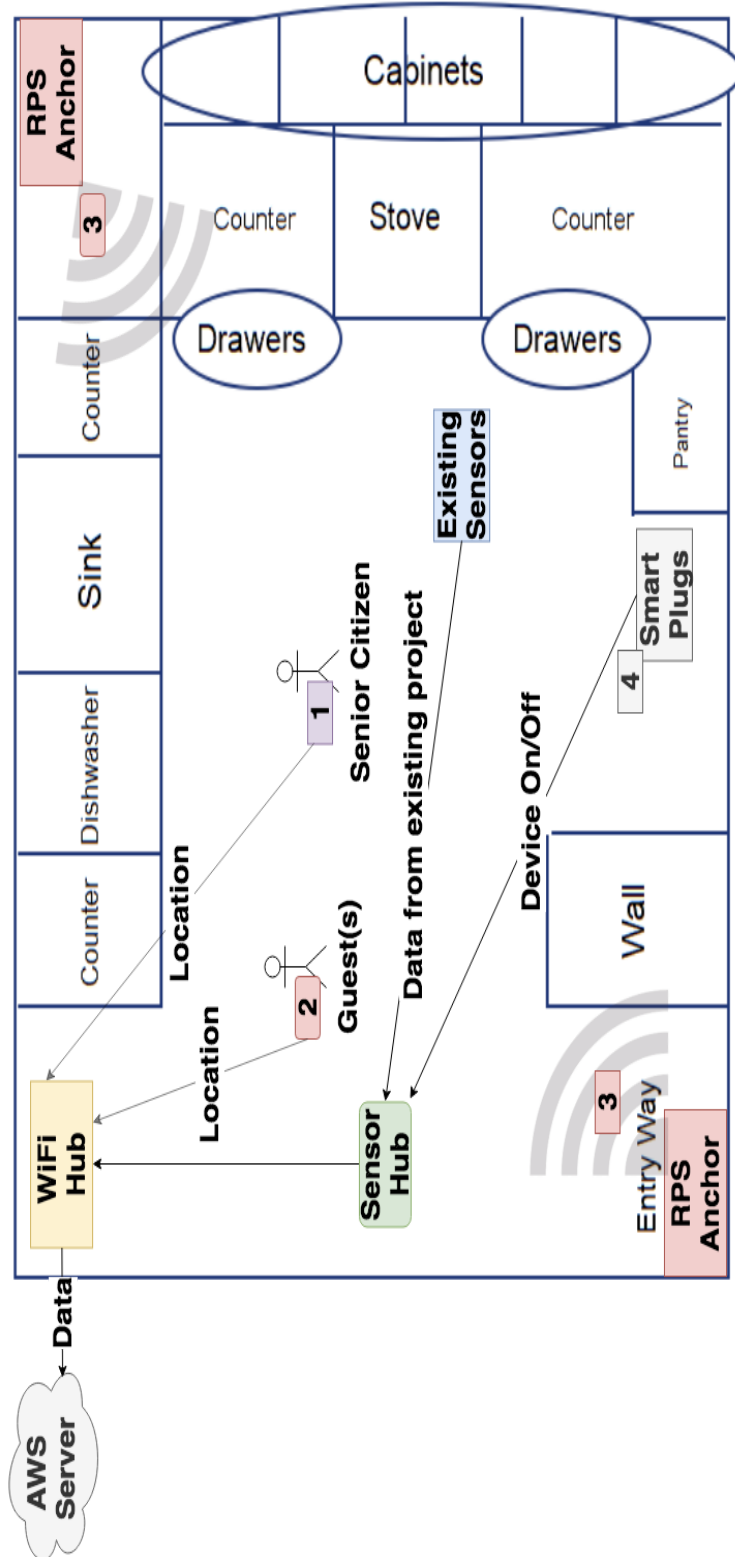 RPS
Anchor
3
Cabinets
Counter
Stove
Counter
Drawers
Drawers
Counter
Pantry
Existing
Sensors
Sink
Smart
Plugs
4
1
Senior Citizen
Data from existing project
Device On/Off
Dishwasher
Location
Counter
2
Guest(s)
Wall
Location
WiFi
Hub
Sensor
Hub
3
Entry Way
RPS
Anchor
Data
AWS
Server